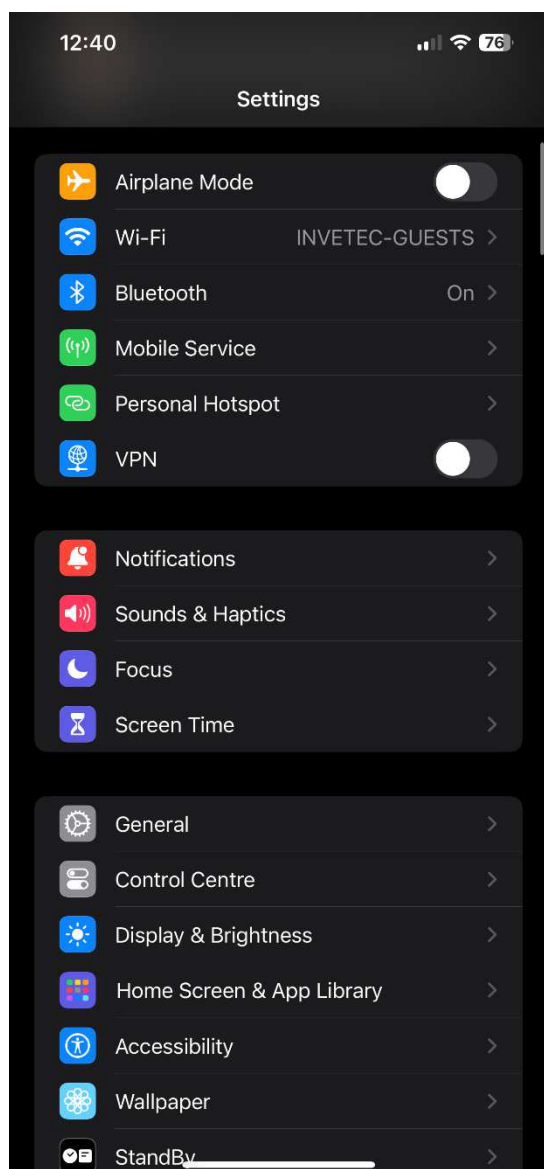 12:40
76
Settings
Airplane Mode
Wi-Fi INVETEC-GUESTS
Bluetooth On
Mobile Service
Personal Hotspot
VPN
Notifications
Sounds & Haptics
Focus
Screen Time
General
Control Centre
Display & Brightness
Home Screen & App Library
Accessibility
Wallpaper
StandBy